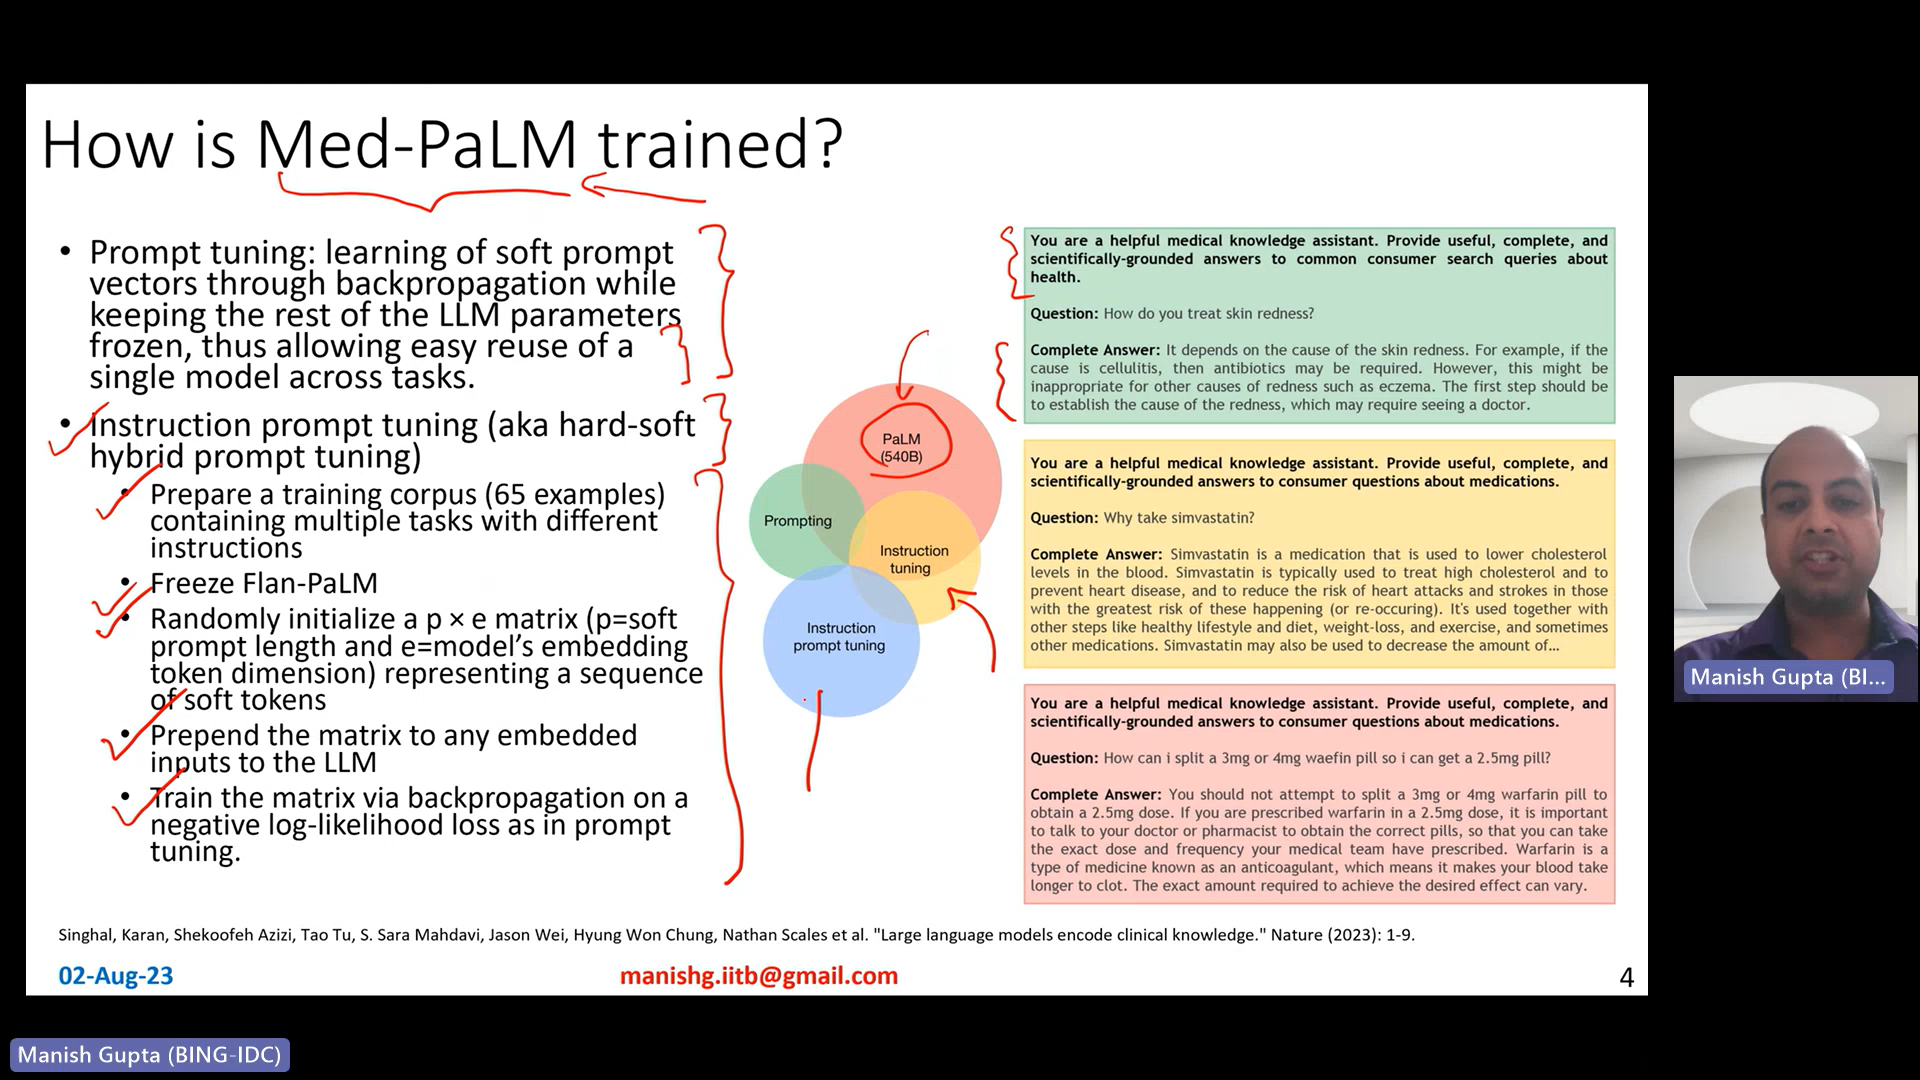 How is Med-PaLM trained?
• Prompt tuning: learning of soft prompt
vectors through backpropagation while
keeping the rest of the LLM parameters
frozen, thus allowing easy reuse of a
single model across tasks.
• Instruction prompt tuning (aka hard-soft
hybrid prompt tuning)
• Prepare a training corpus (65 examples)
containing multiple tasks with different
instructions
• Freeze Flan-PaLM
• Randomly initialize a p × e matrix (p=soft
prompt length and e=model’s embedding
token dimension) representing a sequence
of soft tokens
• Prepend the matrix to any embedded
inputs to the LLM
• Train the matrix via backpropagation on a
negative log-likelihood loss as in prompt
tuning.
PaLM
(540B)
Prompting
Instruction
tuning
Instruction
prompt tuning
You are a helpful medical knowledge assistant. Provide useful, complete, and
scientifically-grounded answers to common consumer search queries about
health.
Question: How do you treat skin redness?
Complete Answer: It depends on the cause of the skin redness. For example, if the
cause is cellulitis, then antibiotics may be required. However, this might be
inappropriate for other causes of redness such as eczema. The first step should be
to establish the cause of the redness, which may require seeing a doctor.
You are a helpful medical knowledge assistant. Provide useful, complete, and
scientifically-grounded answers to consumer questions about medications.
Question: Why take simvastatin?
Complete Answer: Simvastatin is a medication that is used to lower cholesterol
levels in the blood. Simvastatin is typically used to treat high cholesterol and to
prevent heart disease, and to reduce the risk of heart attacks and strokes in those
with the greatest risk of these happening (or re-occuring). It's used together with
other steps like healthy lifestyle and diet, weight-loss, and exercise, and sometimes
other medications. Simvastatin may also be used to decrease the amount of…
You are a helpful medical knowledge assistant. Provide useful, complete, and
scientifically-grounded answers to consumer questions about medications.
Question: How can i split a 3mg or 4mg waefin pill so i can get a 2.5mg pill?
Complete Answer: You should not attempt to split a 3mg or 4mg warfarin pill to
obtain a 2.5mg dose. If you are prescribed warfarin in a 2.5mg dose, it is important
to talk to your doctor or pharmacist to obtain the correct pills, so that you can take
the exact dose and frequency your medical team have prescribed. Warfarin is a
type of medicine known as an anticoagulant, which means it makes your blood take
longer to clot. The exact amount required to achieve the desired effect can vary.
Singhal, Karan, Shekoofeh Azizi, Tao Tu, S. Sara Mahdavi, Jason Wei, Hyung Won Chung, Nathan Scales et al. "Large language models encode clinical knowledge." Nature (2023): 1-9.
02-Aug-23
manishg.iitb@gmail.com
4
Manish Gupta (BI...
Manish Gupta (BING-IDC)